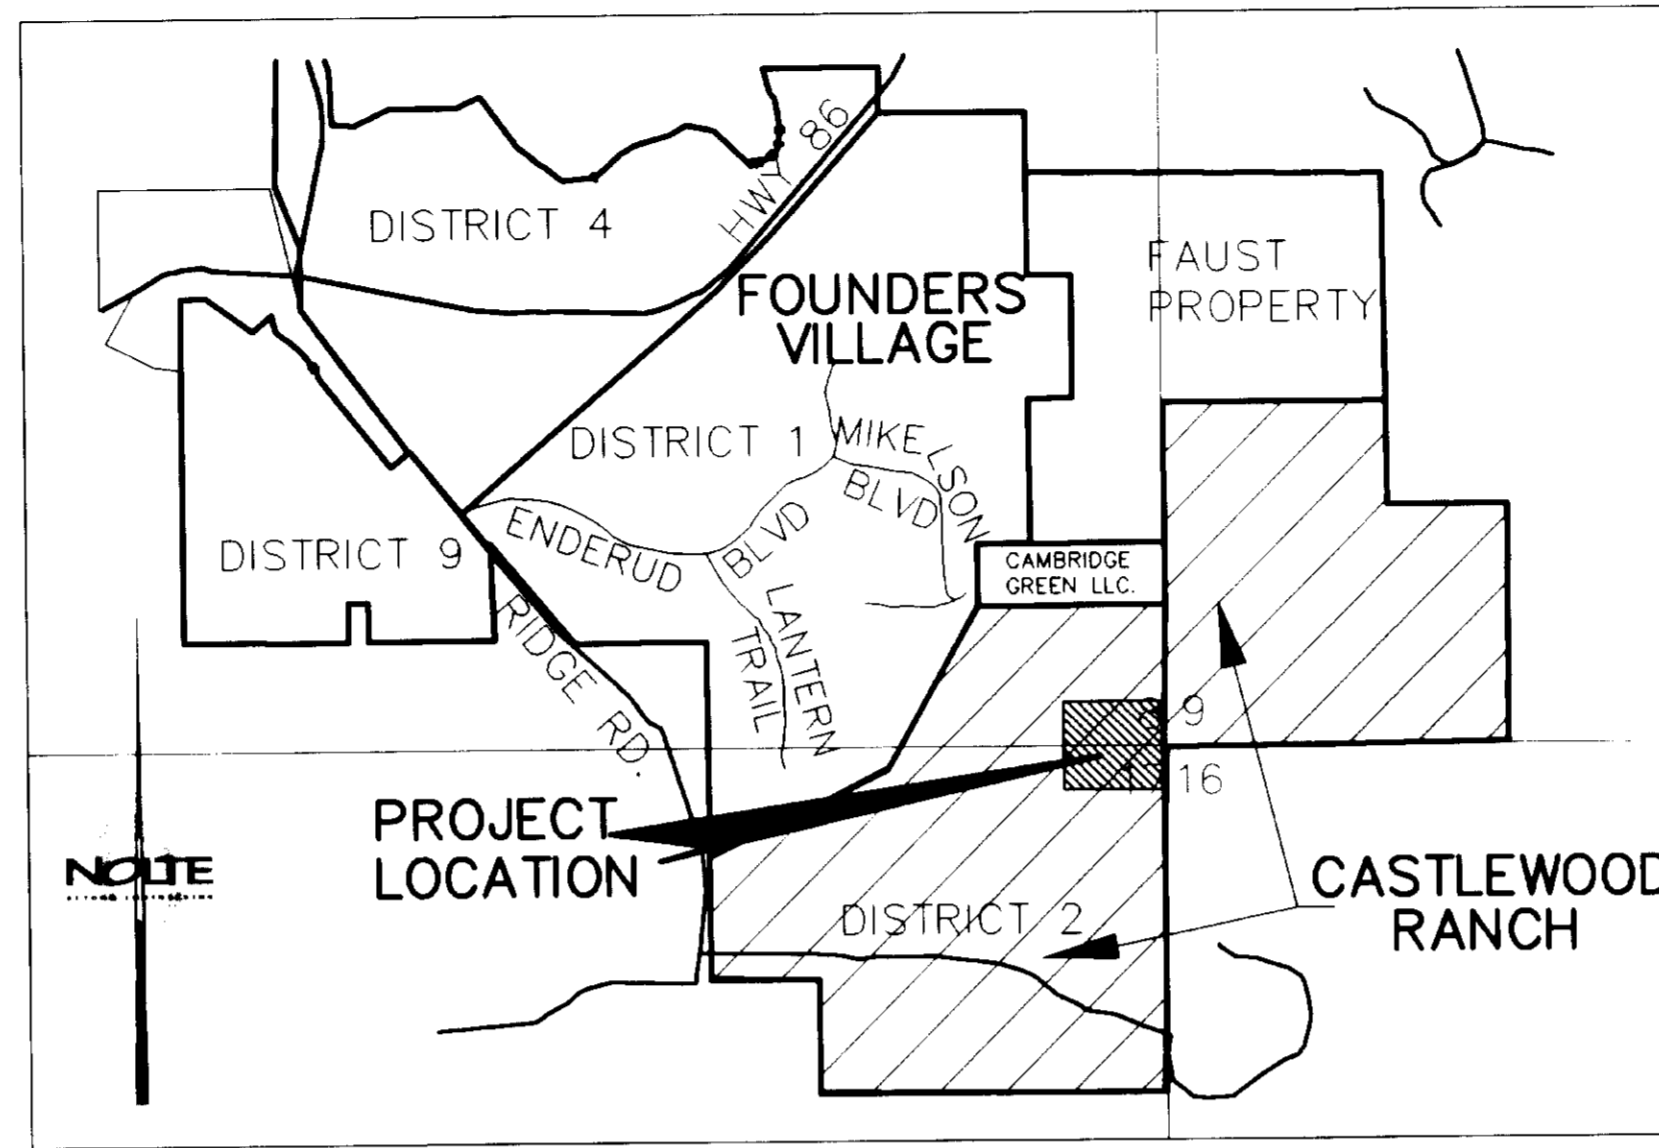 HWY 86
DISTRICT 4
FAUST
PROPERTY
FOUNDERS
VILLAGE
DISTRICT 1
MIKELSON
BLVD
ENDERUD
BLVD
DISTRICT 9
CAMBRIDGE
GREEN LLC.
LANTERN
TRAIL
RIDGE RD.
9
16
PROJECT
LOCATION
NOLTE
CASTLEWOOD
RANCH
DISTRICT 2